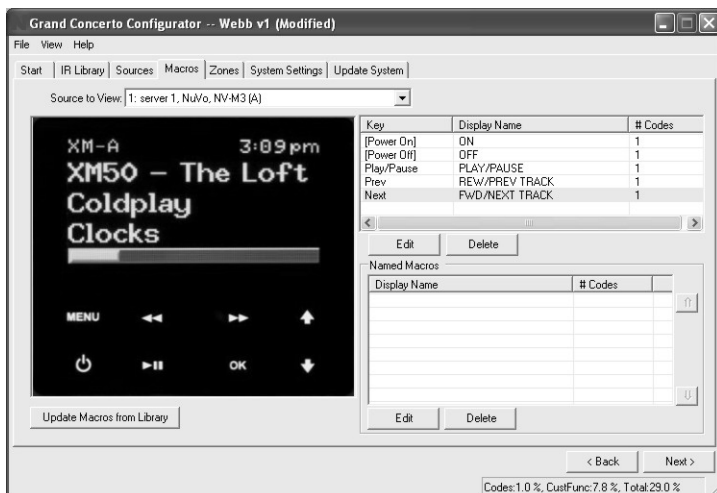 Grand Concerto Configurator -- Webb v1 (Modified)
File View Help
Start IR Library Sources Macros Zones System Settings Update System
Source to View: 1: server 1, NuVo, NV-M3 (A)
XM-A 3:09pm
XM50 – The Loft
Coldplay
Clocks
MENU
OK
Update Macros from Library
Key Display Name # Codes
[Power On] ON 1
[Power Off] OFF 1
Play/Pause PLAY/PAUSE 1
Prev REW/PREV TRACK 1
Next FWD/NEXT TRACK 1
Edit Delete
Named Macros
Display Name # Codes
Edit Delete
< Back Next >
Codes:1.0 %, CustFunc:7.8 %, Total:29.0 %